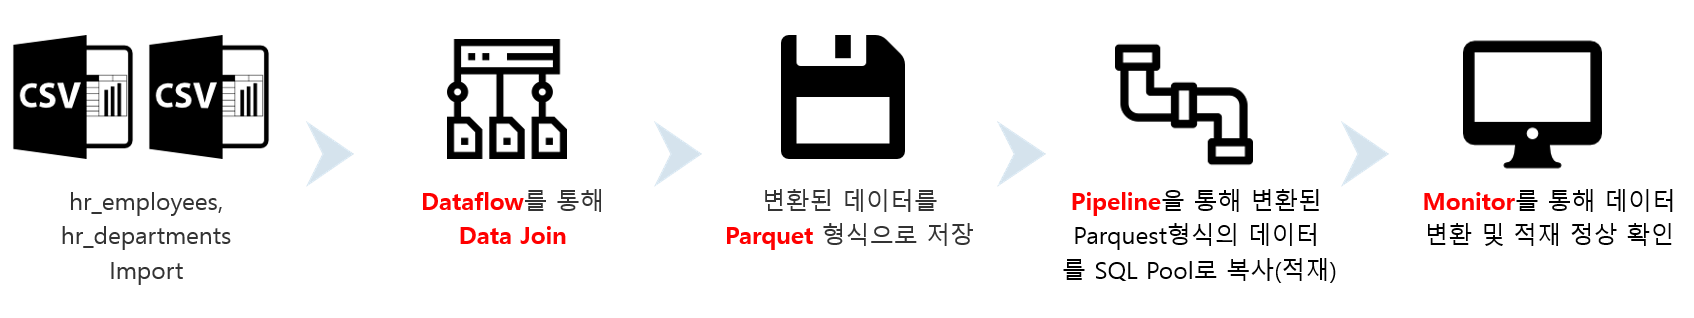 CSV
CSV
hr_employees,
hr_departments
Import
Dataflow를 통해
Data Join
변환된 데이터를
Parquet 형식으로 저장
Pipeline을 통해 변환된
Parquest형식의 데이터
를 SQL Pool로 복사(적재)
Monitor를 통해 데이터
변환 및 적재 정상 확인